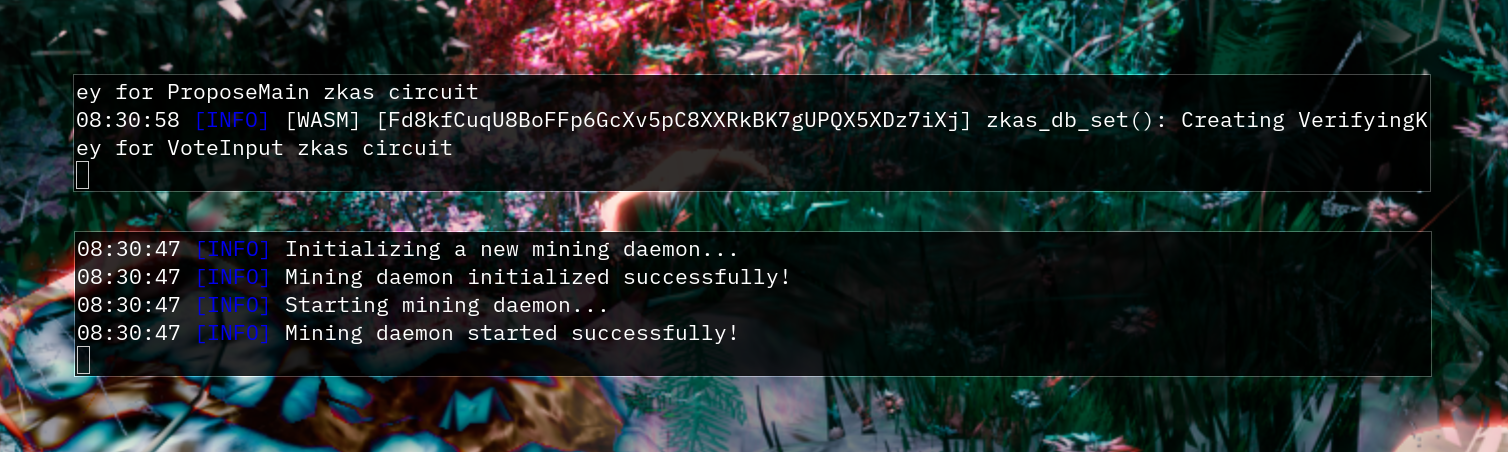 ey for ProposeMain zkas circuit
08:30:58 [INFO] [WASM] [Fd8kfCuqU8BoFFp6GcXv5pC8XXRkBK7gUPQX5XDz7iXj] zkas_db_set(): Creating VerifyingK
ey for VoteInput zkas circuit
08:30:47 [INFO] Initializing a new mining daemon...
08:30:47 [INFO] Mining daemon initialized successfully!
08:30:47 [INFO] Starting mining daemon...
08:30:47 [INFO] Mining daemon started successfully!